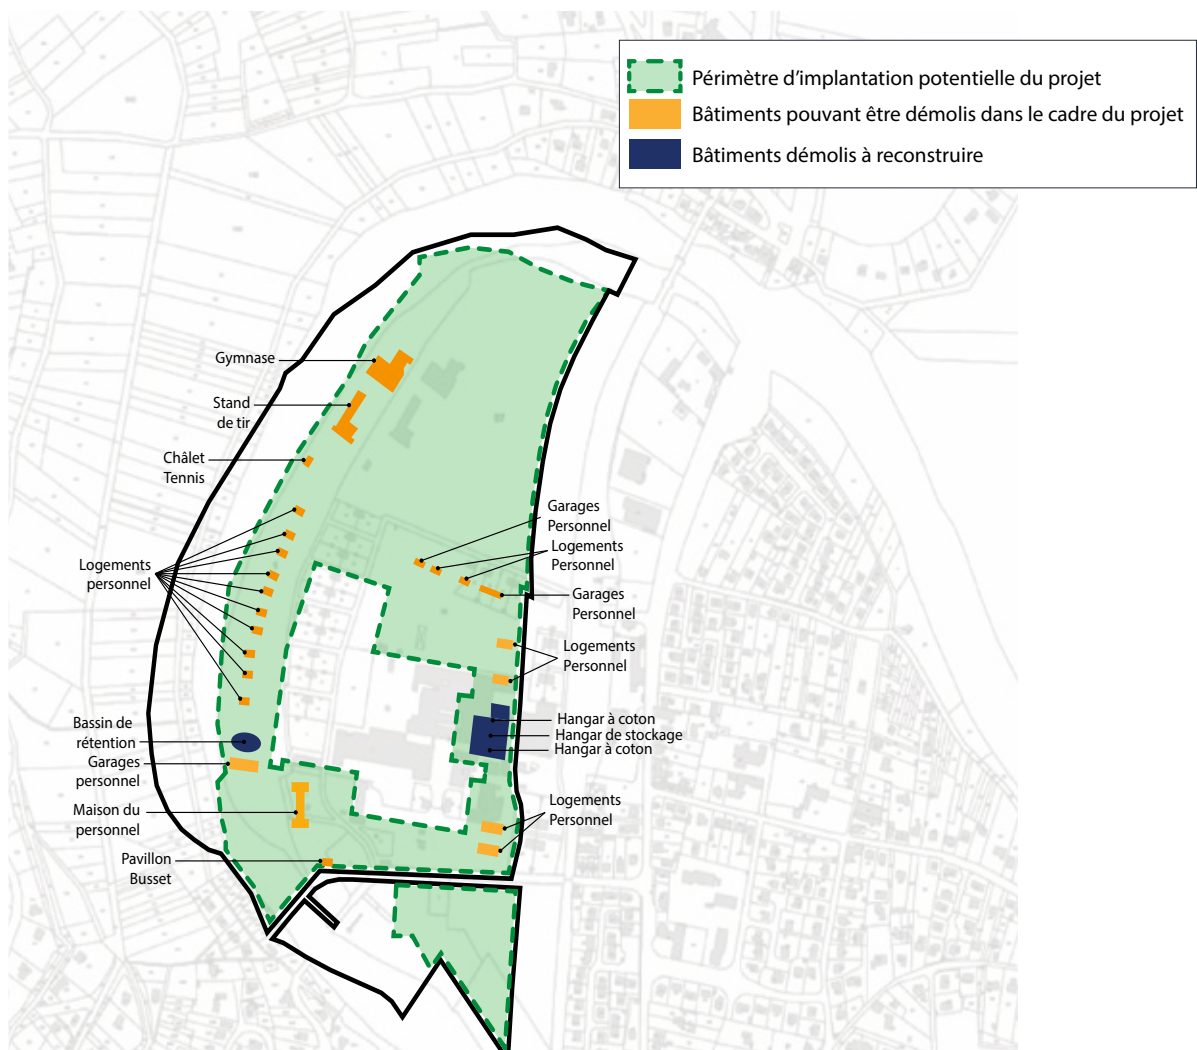 Périmètre d'implantation potentielle du projet
Bâtiments pouvant être démolis dans le cadre du projet
Bâtiments démolis à reconstruire
Gymnase
Stand
de tir
Châlet
Tennis
Garages
Personnel
Logements
Personnel
Logements
personnel
Garages
Personnel
Logements
Personnel
Bassin de
rétention
Hangar à coton
Hangar de stockage
Hangar à coton
Garages
personnel
Maison du
personnel
Logements
Personnel
Pavillon
Busset